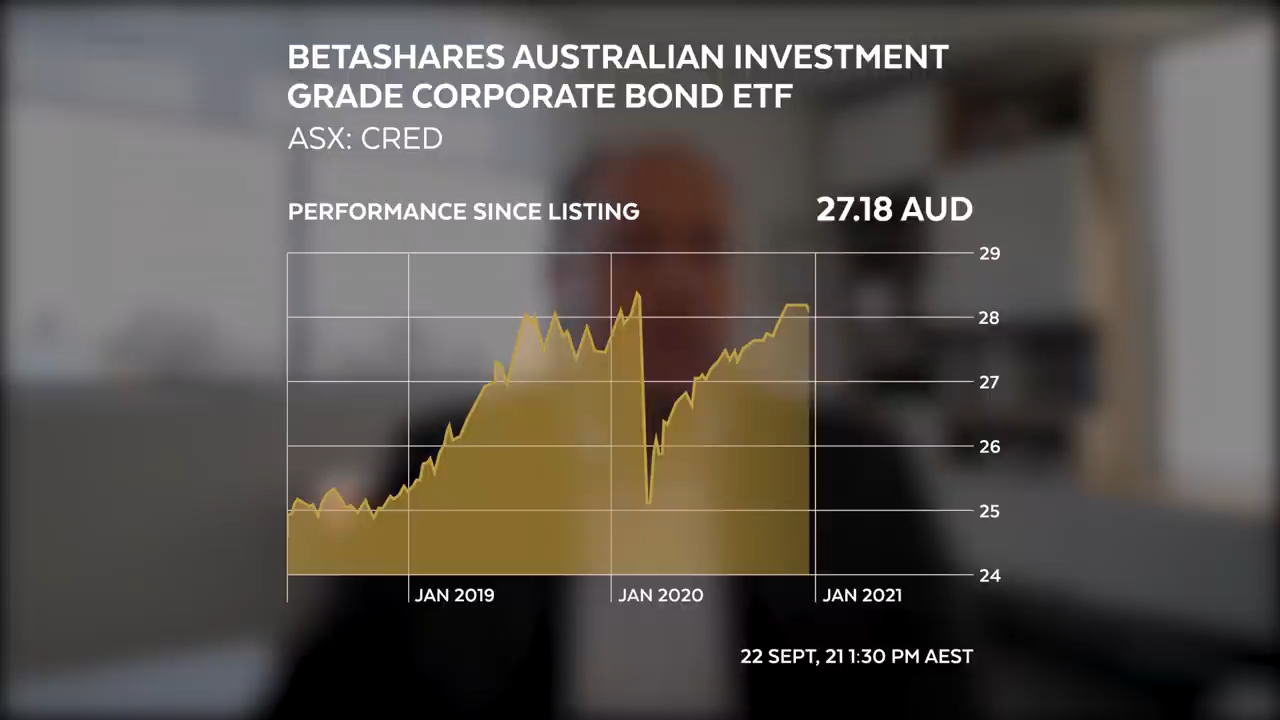 BETASHARES AUSTRALIAN INVESTMENT
GRADE CORPORATE BOND ETF
ASX: CRED
PERFORMANCE SINCE LISTING
27.18 AUD
29
28
27
26
25
24
JAN 2019
JAN 2020
JAN 2021
22 SEPT, 21 1:30 PM AEST